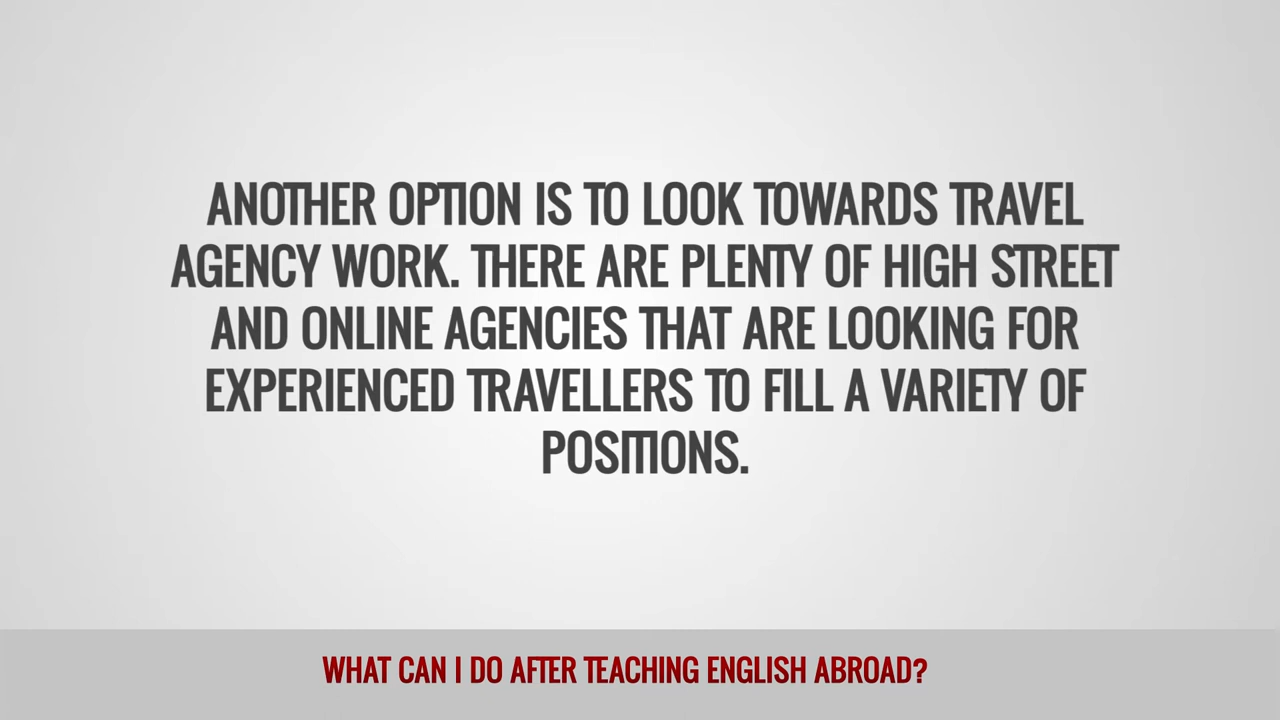 ANOTHER OPTION IS TO LOOK TOWARDS TRAVEL
AGENCY WORK. THERE ARE PLENTY OF HIGH STREET
AND ONLINE AGENCIES THAT ARE LOOKING FOR
EXPERIENCED TRAVELLERS TO FILL A VARIETY OF
POSITIONS.
WHAT CAN I DO AFTER TEACHING ENGLISH ABROAD?